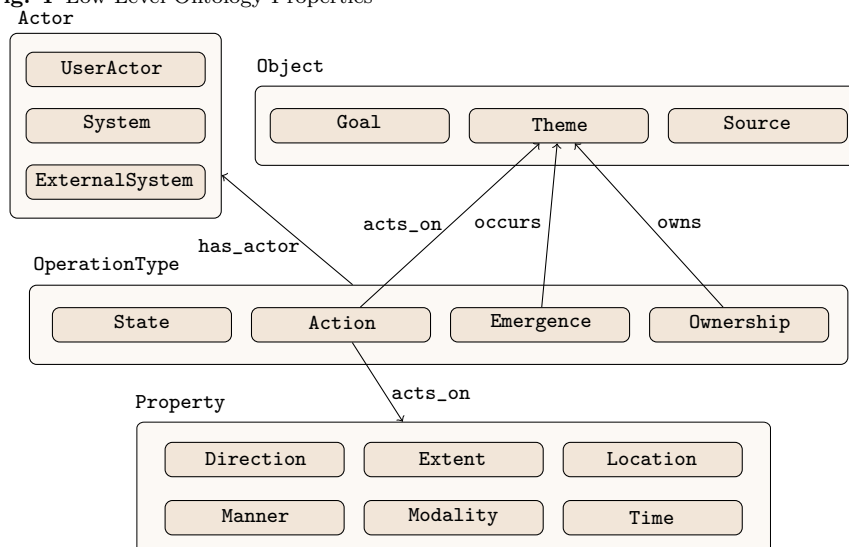 Fig. 4 Low Level Ontology Properties
Actor
UserActor
System
ExternalSystem
Object
Goal
Theme
Source
acts_on
occurs
owns
has_actor
OperationType
State
Action
Emergence
Ownership
acts_on
Property
Direction
Extent
Location
Manner
Modality
Time